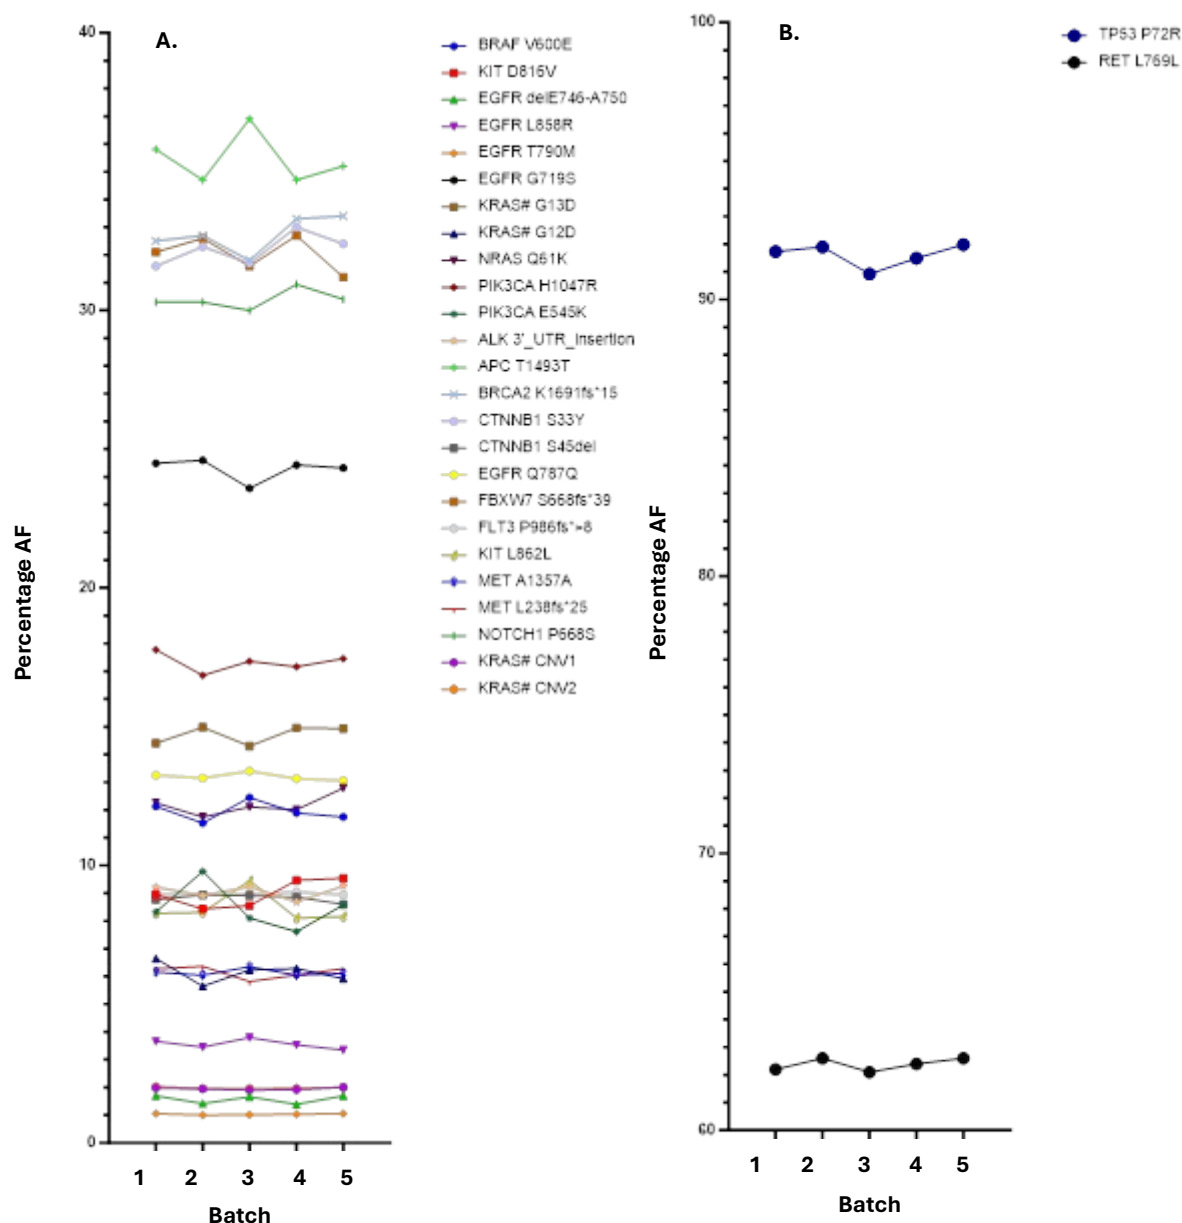 A.
40
30
20
10
0
Percentage AF
1 2 3 4 5
Batch
BRAF V600E
KIT D816V
EGFR delE746-A750
EGFR L858R
EGFR T790M
EGFR G719S
KRAS# G13D
KRAS# G12D
NRAS Q61K
PIK3CA H1047R
PIK3CA E545K
ALK 3'_UTR_insertion
APC T1493T
BRCA2 K1691fs*15
CTNNB1 S33Y
CTNNB1 S45del
EGFR Q787Q
FBXW7 S668fs*39
FLT3 P986fs*>8
KIT L862L
MET A1357A
MET L238fs*25
NOTCH1 P668S
KRAS# CNV1
KRAS# CNV2
B.
100
90
80
70
60
Percentage AF
1 2 3 4 5
Batch
TP53 P72R
RET L769L